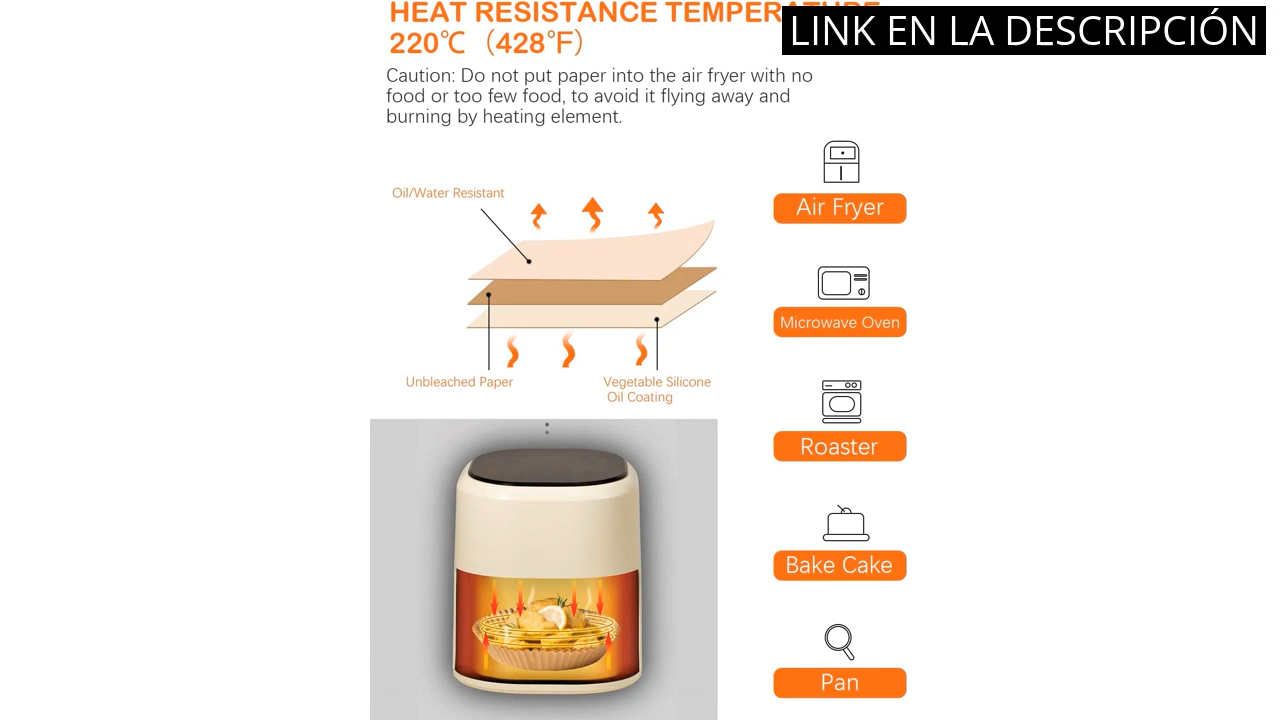 HEAT RESISTANCE TEMPERATURE
LINK EN LA DESCRIPCIÓN
220℃（428℉）
Caution: Do not put paper into the air fryer with no
food or too few food, to avoid it flying away and
burning by heating element.
Oil/Water Resistant
Unbleached Paper
Vegetable Silicone
Oil Coating
Air Fryer
Microwave Oven
Roaster
Bake Cake
Pan